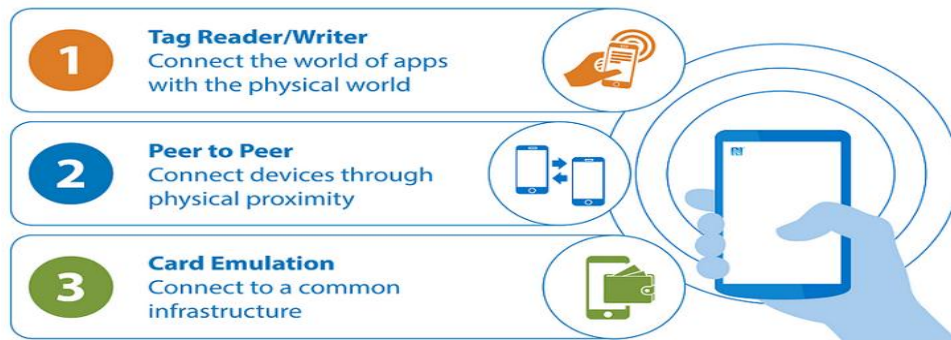 1
Tag Reader/Writer
Connect the world of apps
with the physical world
2
Peer to Peer
Connect devices through
physical proximity
3
Card Emulation
Connect to a common
infrastructure
N